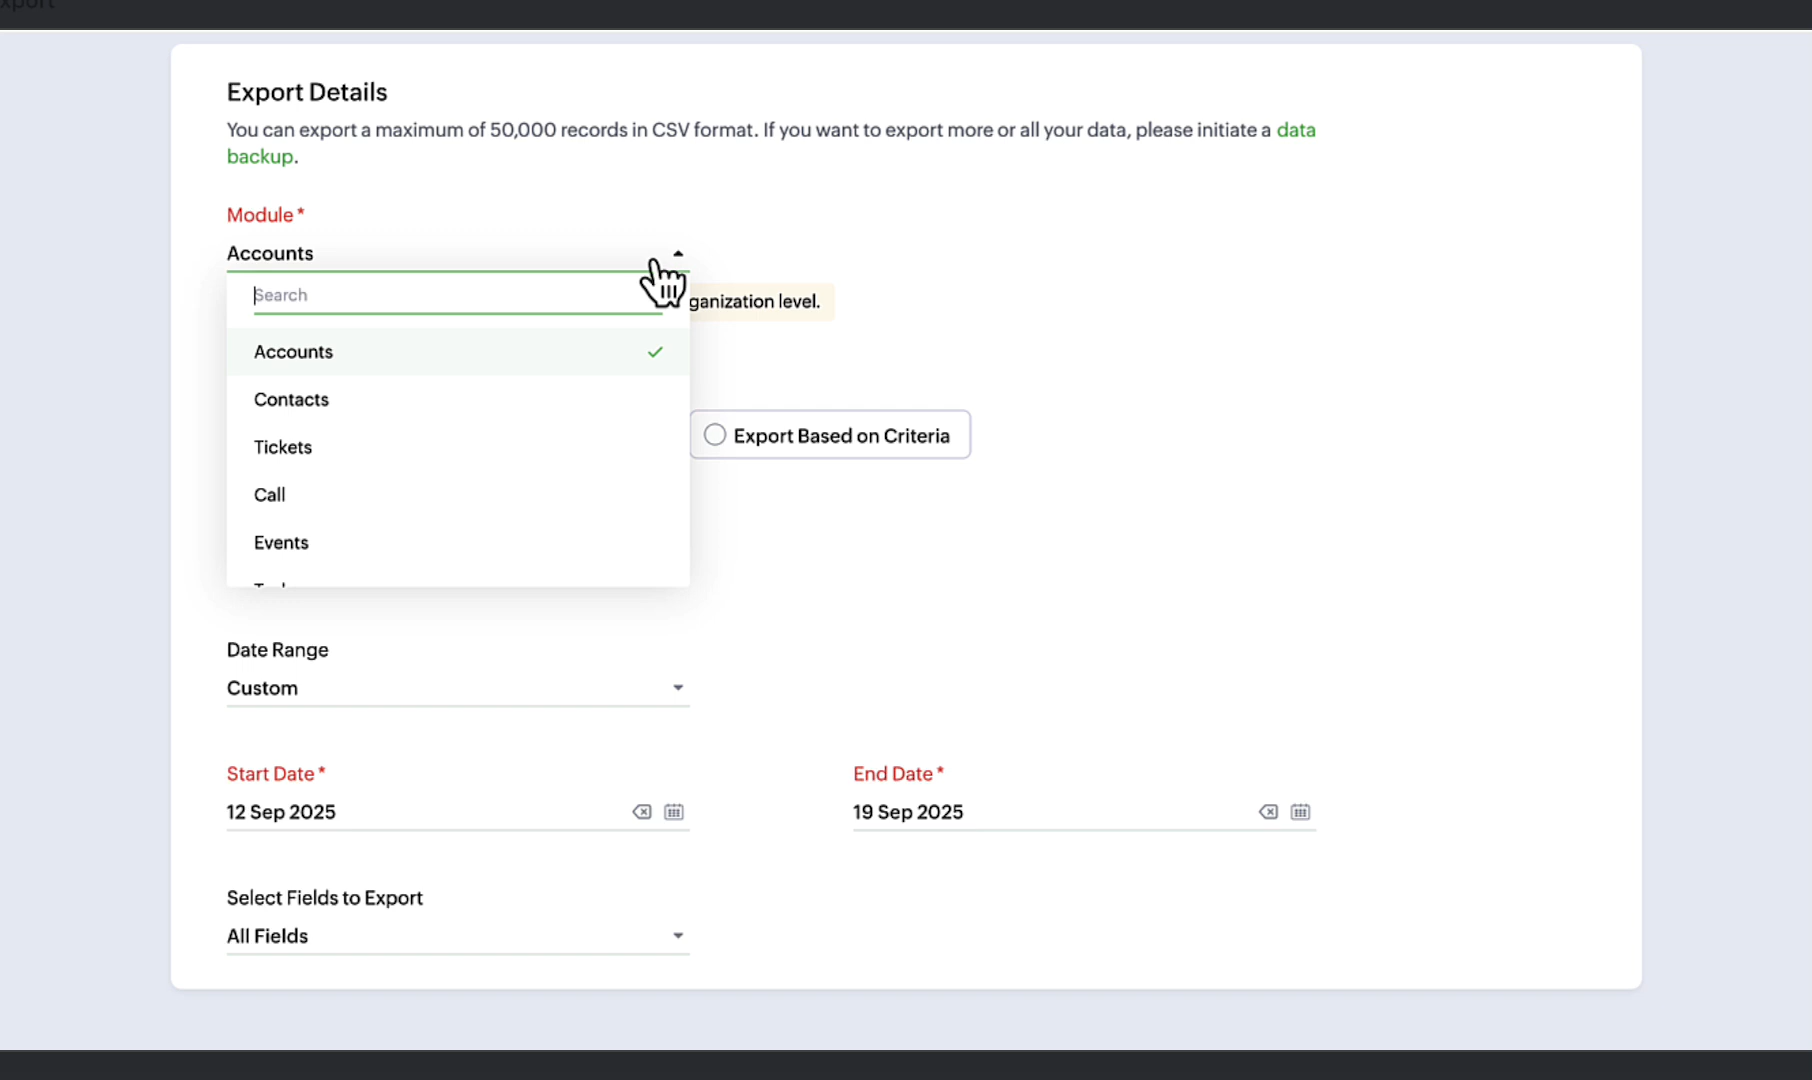 Export Details
You can export a maximum of 50,000 records in CSV format. If you want to export more or all your data, please initiate a data
backup.
Module *
Accounts
Search
ganization level.
Accounts
Contacts
Tickets
Call
Events
Export Based on Criteria
Date Range
Custom
Start Date *
End Date *
12 Sep 2025
19 Sep 2025
Select Fields to Export
All Fields